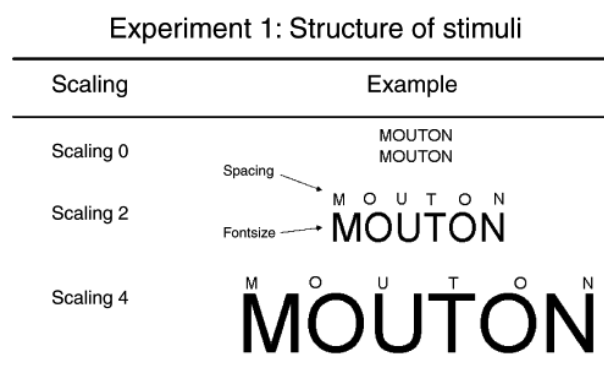 Experiment 1: Structure of stimuli
Scaling Example
Scaling 0 MOUTON
MOUTON
Spacing
M O U T O N
Scaling 2
Fontsize MOUTON
M O U T O N
Scaling 4
MOUTON